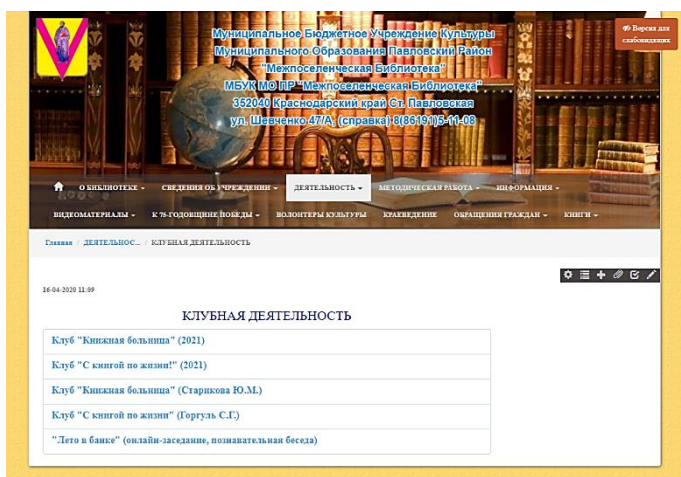 Муниципальное Бюджетное Учреждение Культуры
Муниципального Образования Павловский Район
"Межпоселенческая Библиотека"
МБУК МО ПР "Межпоселенческая Библиотека"
352040 Краснодарский край Ст. Павловская
ул. Шевченко 47/А, (справка) 8(86191)5-11-08
Версия для
слабовидящих
О БИБЛИОТЕКЕ СВЕДЕНИЯ ОБ УЧРЕЖДЕНИИ ДЕЯТЕЛЬНОСТЬ МЕТОДИЧЕСКАЯ РАБОТА ИНФОРМАЦИЯ
ВИДЕОМАТЕРИАЛЫ К 75-ГОДОВЩИНЕ ПОБЕДЫ ВОЛОНТЕРЫ КУЛЬТУРЫ КРАЕВЕДЕНИЕ ОБРАЩЕНИЯ ГРАЖДАН КНИГИ
Главная / ДЕЯТЕЛЬНОС... / КЛУБНАЯ ДЕЯТЕЛЬНОСТЬ
16-04-2020 11:09
КЛУБНАЯ ДЕЯТЕЛЬНОСТЬ
Клуб "Книжная больница" (2021)
Клуб "С книгой по жизни!" (2021)
Клуб "Книжная больница" (Старикова Ю.М.)
Клуб "С книгой по жизни" (Горгуль С.Г.)
"Лето в банке" (онлайн-заседание, познавательная беседа)